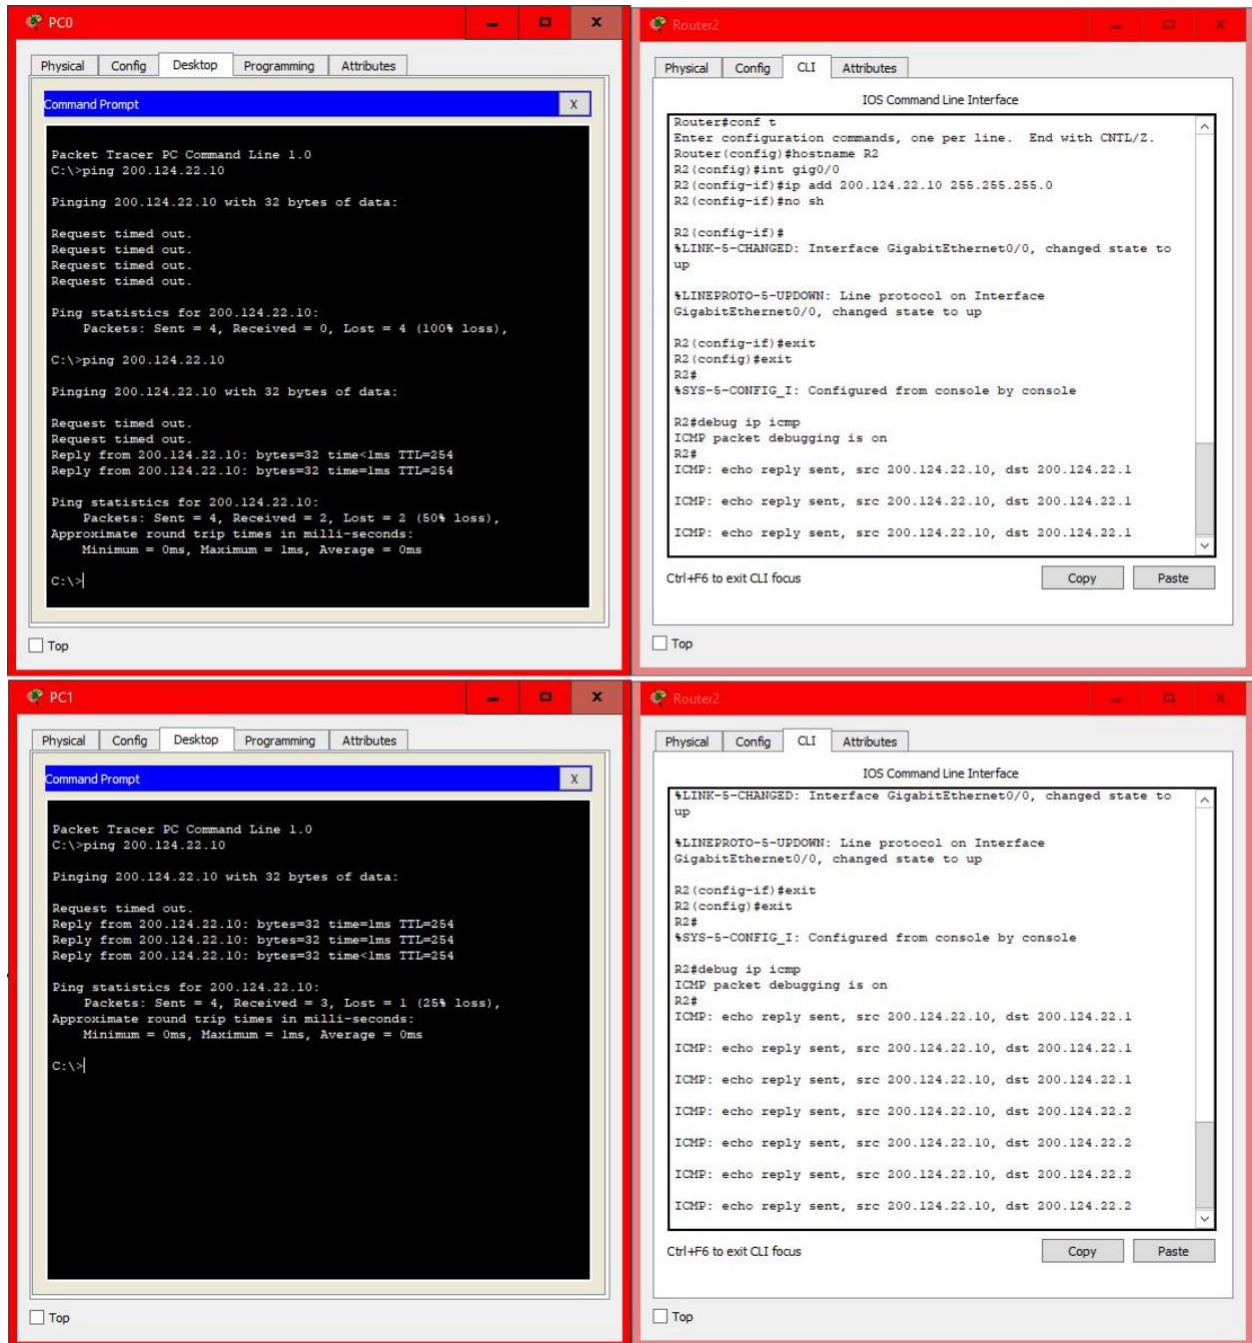 PC0
Physical Config Desktop Programming Attributes
Command Prompt X
Packet Tracer PC Command Line 1.0
C:\>ping 200.124.22.10
Pinging 200.124.22.10 with 32 bytes of data:
Request timed out.
Request timed out.
Request timed out.
Request timed out.
Ping statistics for 200.124.22.10:
Packets: Sent = 4, Received = 0, Lost = 4 (100% loss),
C:\>ping 200.124.22.10
Pinging 200.124.22.10 with 32 bytes of data:
Request timed out.
Request timed out.
Reply from 200.124.22.10: bytes=32 time<1ms TTL=254
Reply from 200.124.22.10: bytes=32 time=1ms TTL=254
Ping statistics for 200.124.22.10:
Packets: Sent = 4, Received = 2, Lost = 2 (50% loss),
Approximate round trip times in milli-seconds:
Minimum = 0ms, Maximum = 1ms, Average = 0ms
C:\>
Top
Router2
Physical Config CLI Attributes
IOS Command Line Interface
Router#conf t
Enter configuration commands, one per line. End with CNTL/Z.
Router(config)#hostname R2
R2(config)#int gig0/0
R2(config-if)#ip add 200.124.22.10 255.255.255.0
R2(config-if)#no sh
R2(config-if)#
%LINK-5-CHANGED: Interface GigabitEthernet0/0, changed state to
up
%LINEPROTO-5-UPDOWN: Line protocol on Interface
GigabitEthernet0/0, changed state to up
R2(config-if)#exit
R2(config)#exit
R2#
%SYS-5-CONFIG_I: Configured from console by console
R2#debug ip icmp
ICMP packet debugging is on
R2#
ICMP: echo reply sent, src 200.124.22.10, dst 200.124.22.1
ICMP: echo reply sent, src 200.124.22.10, dst 200.124.22.1
ICMP: echo reply sent, src 200.124.22.10, dst 200.124.22.1
Ctrl+F6 to exit CLI focus Copy Paste
Top
PC1
Physical Config Desktop Programming Attributes
Command Prompt X
Packet Tracer PC Command Line 1.0
C:\>ping 200.124.22.10
Pinging 200.124.22.10 with 32 bytes of data:
Request timed out.
Reply from 200.124.22.10: bytes=32 time=1ms TTL=254
Reply from 200.124.22.10: bytes=32 time=1ms TTL=254
Reply from 200.124.22.10: bytes=32 time<1ms TTL=254
Ping statistics for 200.124.22.10:
Packets: Sent = 4, Received = 3, Lost = 1 (25% loss),
Approximate round trip times in milli-seconds:
Minimum = 0ms, Maximum = 1ms, Average = 0ms
C:\>
Top
Router2
Physical Config CLI Attributes
IOS Command Line Interface
%LINK-5-CHANGED: Interface GigabitEthernet0/0, changed state to
up
%LINEPROTO-5-UPDOWN: Line protocol on Interface
GigabitEthernet0/0, changed state to up
R2(config-if)#exit
R2(config)#exit
R2#
%SYS-5-CONFIG_I: Configured from console by console
R2#debug ip icmp
ICMP packet debugging is on
R2#
ICMP: echo reply sent, src 200.124.22.10, dst 200.124.22.1
ICMP: echo reply sent, src 200.124.22.10, dst 200.124.22.1
ICMP: echo reply sent, src 200.124.22.10, dst 200.124.22.1
ICMP: echo reply sent, src 200.124.22.10, dst 200.124.22.2
ICMP: echo reply sent, src 200.124.22.10, dst 200.124.22.2
ICMP: echo reply sent, src 200.124.22.10, dst 200.124.22.2
ICMP: echo reply sent, src 200.124.22.10, dst 200.124.22.2
Ctrl+F6 to exit CLI focus Copy Paste
Top